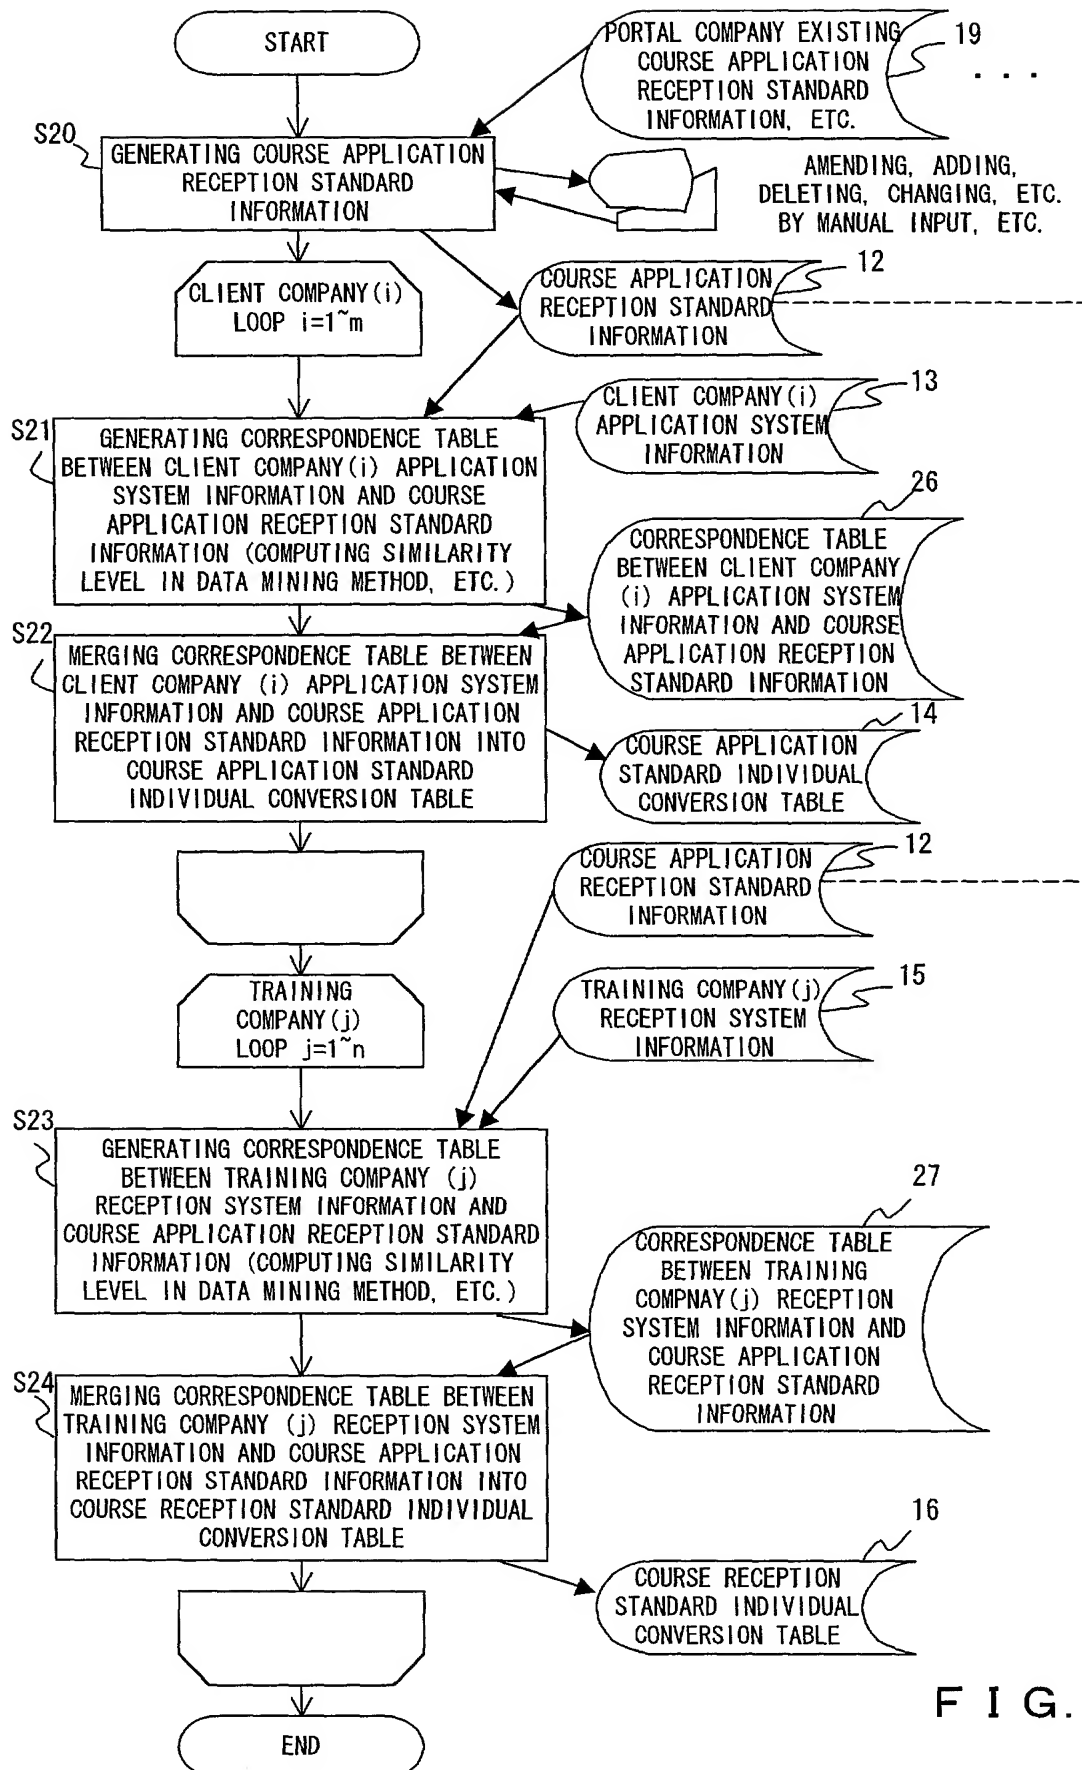 START
PORTAL COMPANY EXISTING
COURSE APPLICATION
RECEPTION STANDARD
INFORMATION, ETC.
19
. . .
S20
GENERATING COURSE APPLICATION
RECEPTION STANDARD
INFORMATION
AMENDING, ADDING,
DELETING, CHANGING, ETC.
BY MANUAL INPUT, ETC.
CLIENT COMPANY(i)
LOOP i=1~m
COURSE APPLICATION
RECEPTION STANDARD
INFORMATION
12
CLIENT COMPANY(i)
APPLICATION SYSTEM
INFORMATION
13
S21
GENERATING CORRESPONDENCE TABLE
BETWEEN CLIENT COMPANY(i) APPLICATION
SYSTEM INFORMATION AND COURSE
APPLICATION RECEPTION STANDARD
INFORMATION (COMPUTING SIMILARITY
LEVEL IN DATA MINING METHOD, ETC.)
26
CORRESPONDENCE TABLE
BETWEEN CLIENT COMPANY
(i) APPLICATION SYSTEM
INFORMATION AND COURSE
APPLICATION RECEPTION
STANDARD INFORMATION
S22
MERGING CORRESPONDENCE TABLE BETWEEN
CLIENT COMPANY (i) APPLICATION SYSTEM
INFORMATION AND COURSE APPLICATION
RECEPTION STANDARD INFORMATION INTO
COURSE APPLICATION STANDARD
INDIVIDUAL CONVERSION TABLE
14
COURSE APPLICATION
STANDARD INDIVIDUAL
CONVERSION TABLE
12
COURSE APPLICATION
RECEPTION STANDARD
INFORMATION
TRAINING
COMPANY(j)
LOOP j=1~n
TRAINING COMPANY(j)
RECEPTION SYSTEM
INFORMATION
15
S23
GENERATING CORRESPONDENCE TABLE
BETWEEN TRAINING COMPANY (j)
RECEPTION SYSTEM INFORMATION AND
COURSE APPLICATION RECEPTION STANDARD
INFORMATION (COMPUTING SIMILARITY
LEVEL IN DATA MINING METHOD, ETC.)
27
CORRESPONDENCE TABLE
BETWEEN TRAINING
COMPNAY(j) RECEPTION
SYSTEM INFORMATION AND
COURSE APPLICATION
RECEPTION STANDARD
INFORMATION
S24
MERGING CORRESPONDENCE TABLE BETWEEN
TRAINING COMPANY (j) RECEPTION SYSTEM
INFORMATION AND COURSE APPLICATION
RECEPTION STANDARD INFORMATION INTO
COURSE RECEPTION STANDARD INDIVIDUAL
CONVERSION TABLE
16
COURSE RECEPTION
STANDARD INDIVIDUAL
CONVERSION TABLE
END
FIG.